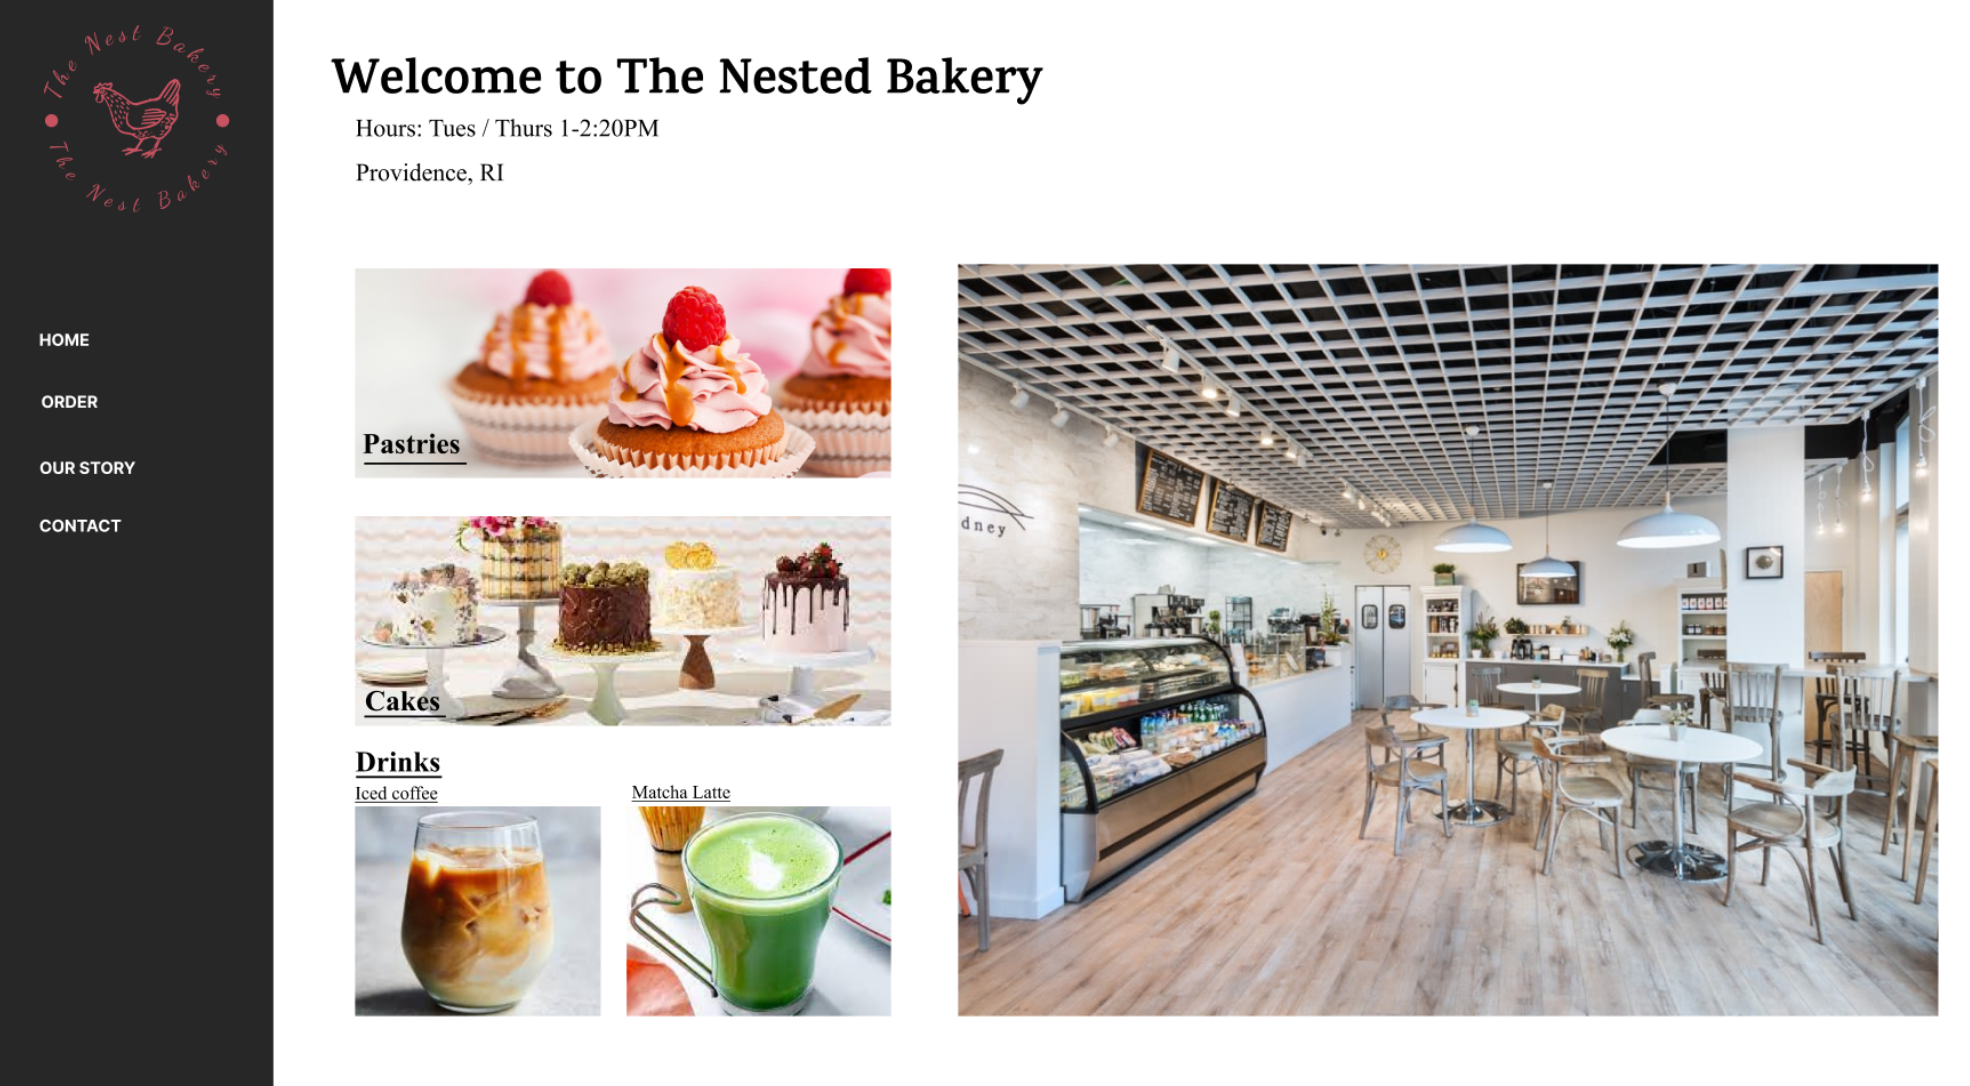 The Nest Bakery
The Nest Bakery
HOME
ORDER
OUR STORY
CONTACT
Welcome to The Nested Bakery
Hours: Tues / Thurs 1-2:20PM
Providence, RI
Pastries
Cakes
Drinks
Iced coffee
Matcha Latte
dney